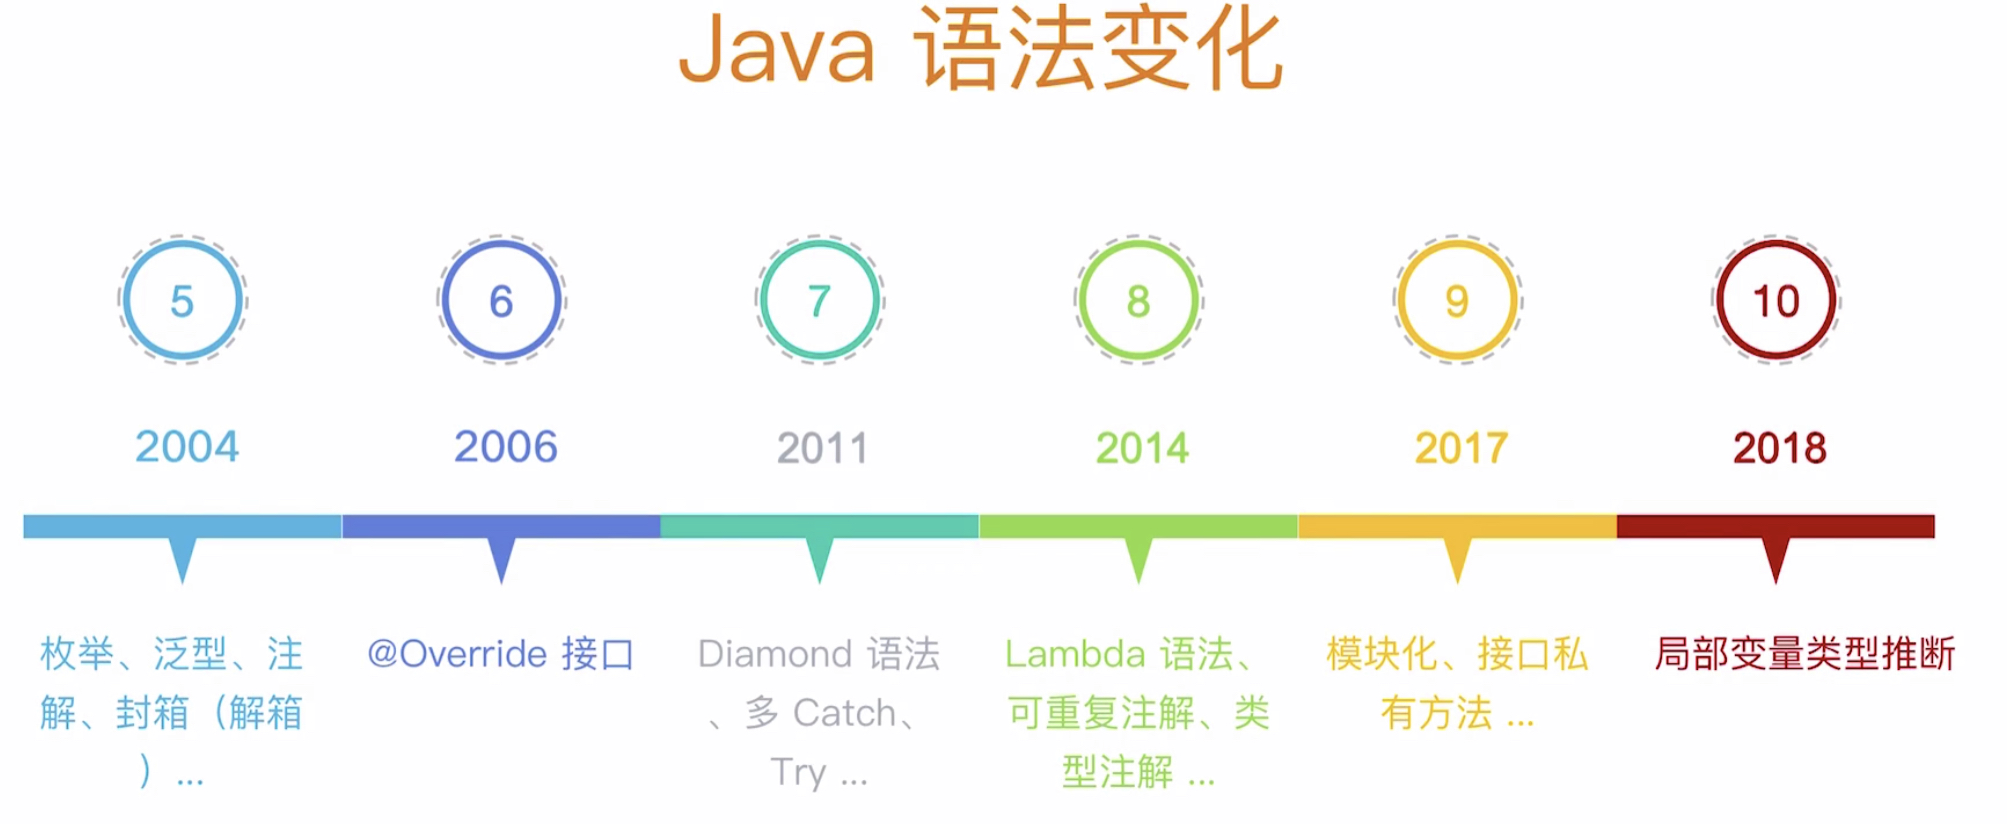 Java 语法变化
5
6
7
8
9
10
2004
2006
2011
2014
2017
2018
枚举、泛型、注
解、封箱（解箱
）...
@Override 接口
Diamond 语法
、多 Catch、
Try ...
Lambda 语法、
可重复注解、类
型注解 ...
模块化、接口私
有方法 ...
局部变量类型推断